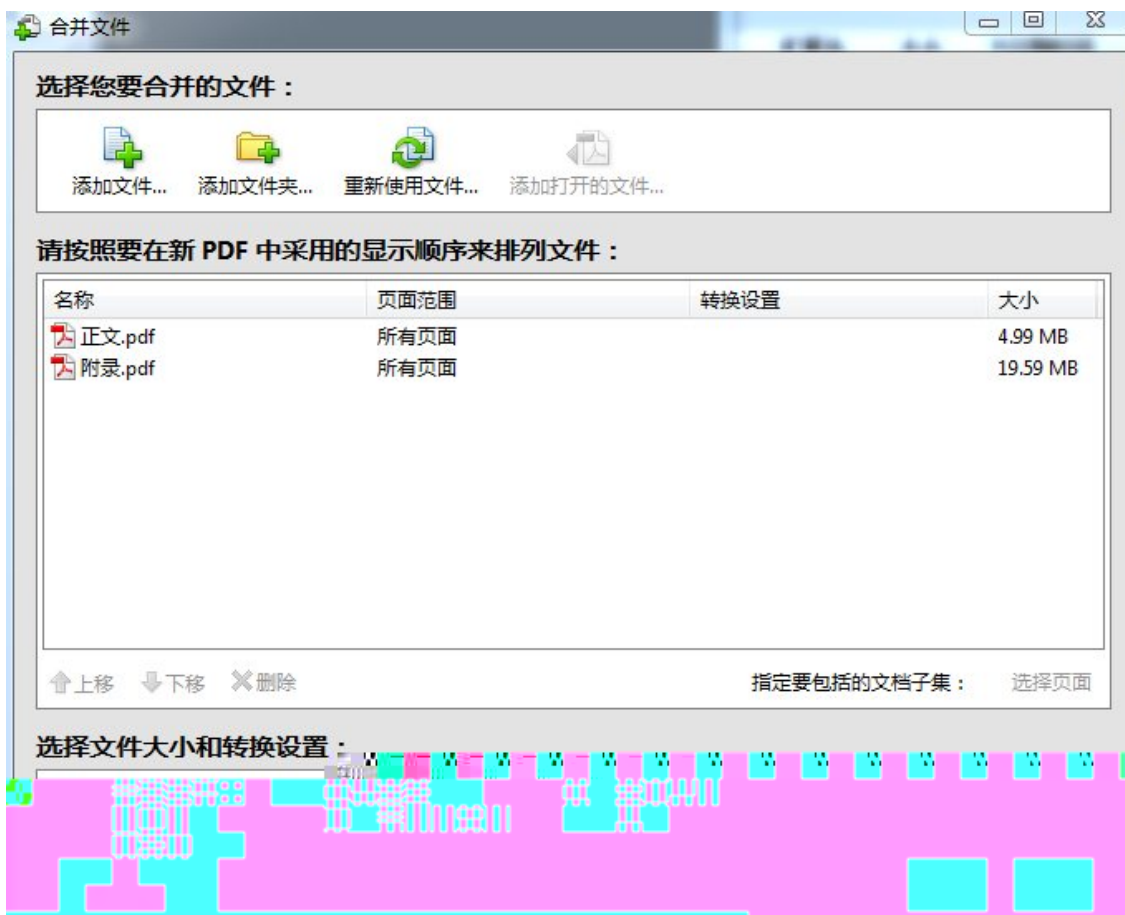 合并文件
选择您要合并的文件：
添加文件... 添加文件夹... 重新使用文件... 添加打开的文件...
请按照要在新 PDF 中采用的显示顺序来排列文件：
名称 页面范围 转换设置 大小
正文.pdf 所有页面 4.99 MB
附录.pdf 所有页面 19.59 MB
上移 下移 删除 指定要包括的文档子集： 选择页面
选择文件大小和转换设置：